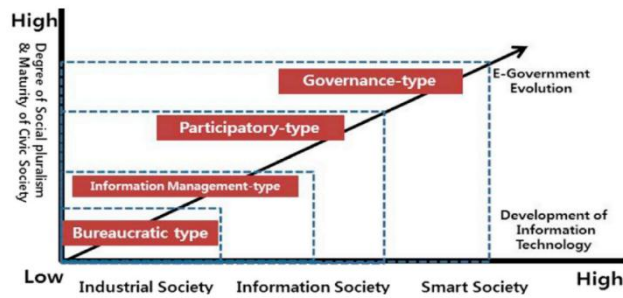 High
Degree of Social pluralism
& Maturity of Civic Society
Governance-type
E-Government
Evolution
Participatory-type
Information Management-type
Bureaucratic type
Development of
Information
Technology
Low
Industrial Society
Information Society
Smart Society
High